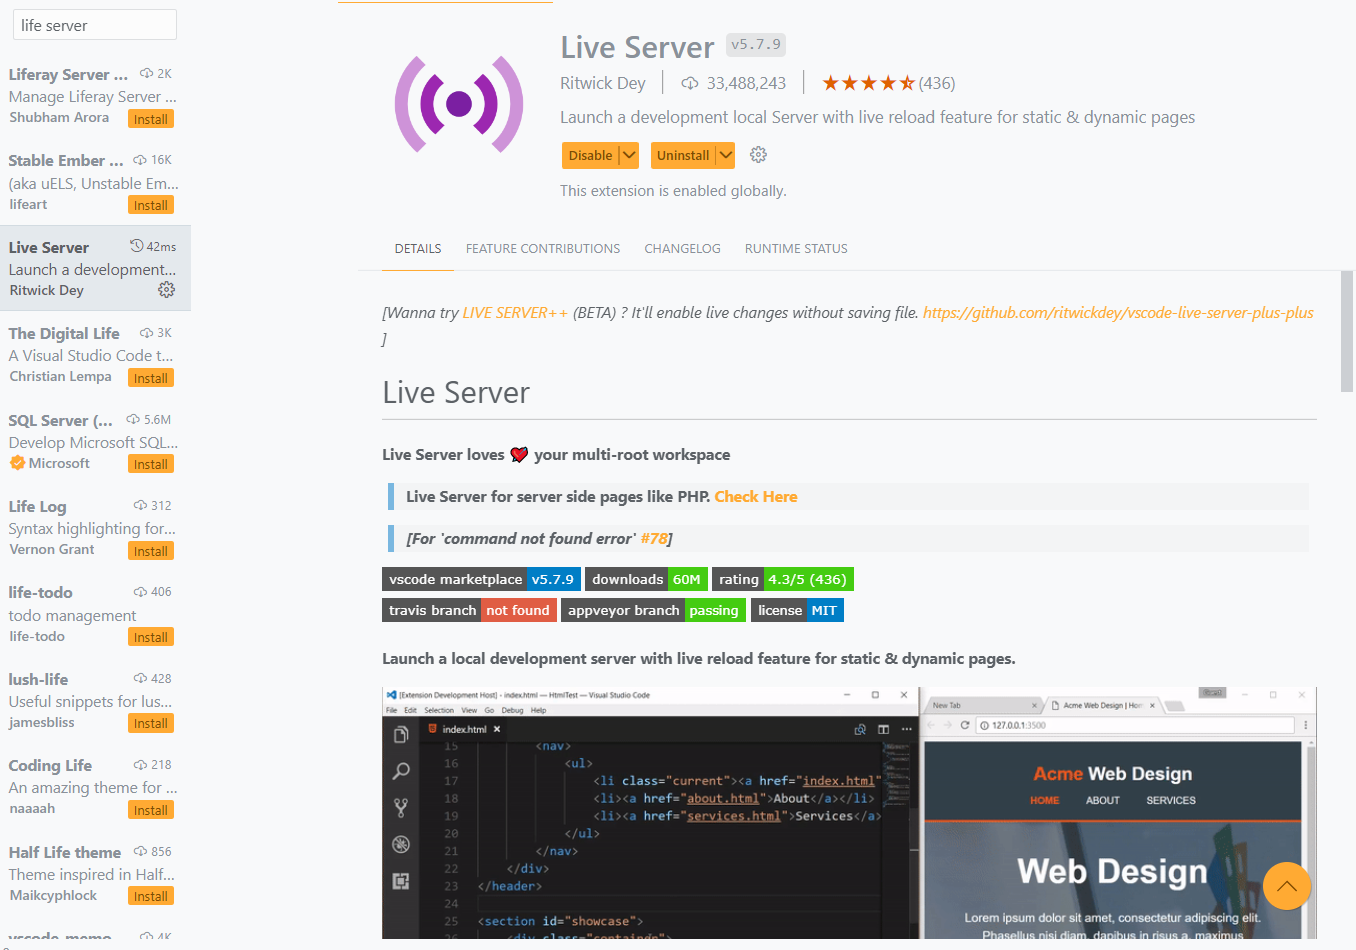 life server
Liferay Server ... 2K
Manage Liferay Server ...
Shubham Arora Install
Stable Ember ... 16K
(aka uELS, Unstable Em...
lifeart Install
Live Server 42ms
Launch a development...
Ritwick Dey
The Digital Life 3K
A Visual Studio Code t...
Christian Lempa Install
SQL Server (... 5.6M
Develop Microsoft SQL...
Microsoft Install
Life Log 312
Syntax highlighting for...
Vernon Grant Install
life-todo 406
todo management
life-todo Install
lush-life 428
Useful snippets for lus...
jamesbliss Install
Coding Life 218
An amazing theme for ...
naaaah Install
Half Life theme 856
Theme inspired in Half...
Maikcyphlock Install
vscode-memo 4K
Live Server v5.7.9
Ritwick Dey 33,488,243 (436)
Launch a development local Server with live reload feature for static & dynamic pages
Disable Uninstall
This extension is enabled globally.
DETAILS FEATURE CONTRIBUTIONS CHANGELOG RUNTIME STATUS
[Wanna try LIVE SERVER++ (BETA) ? It'll enable live changes without saving file. https://github.com/ritwickdey/vscode-live-server-plus-plus
]
Live Server
Live Server loves your multi-root workspace
Live Server for server side pages like PHP. Check Here
[For `command not found error` #78]
vscode marketplace v5.7.9 downloads 60M rating 4.3/5 (436)
travis branch not found appveyor branch passing license MIT
Launch a local development server with live reload feature for static & dynamic pages.
[Extension Development Host] - index.html — HtmlTest — Visual Studio Code
File Edit Selection View Go Debug Help
index.html
15 <nav>
16 <ul>
17 <li class="current"><a href="index.html"
18 <li><a href="about.html">About</a></li>
19 <li><a href="services.html">Services</a>
20 </ul>
21 </nav>
22 </div>
23 </header>
24
25 <section id="showcase">
26 <div class="container">
New Tab Acme Web Design | Hom
127.0.0.1:3500
Acme Web Design
HOME ABOUT SERVICES
Web Design
Lorem ipsum dolor sit amet, consectetur adipiscing elit.
Phasellus nisi diam, dapibus in risus a, maximus